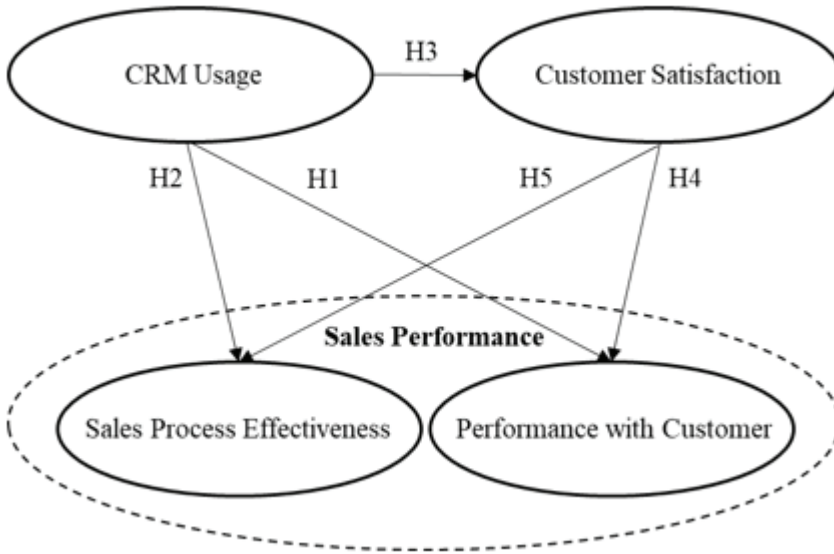 CRM Usage
H3
Customer Satisfaction
H2
H1
H5
H4
Sales Performance
Sales Process Effectiveness
Performance with Customer